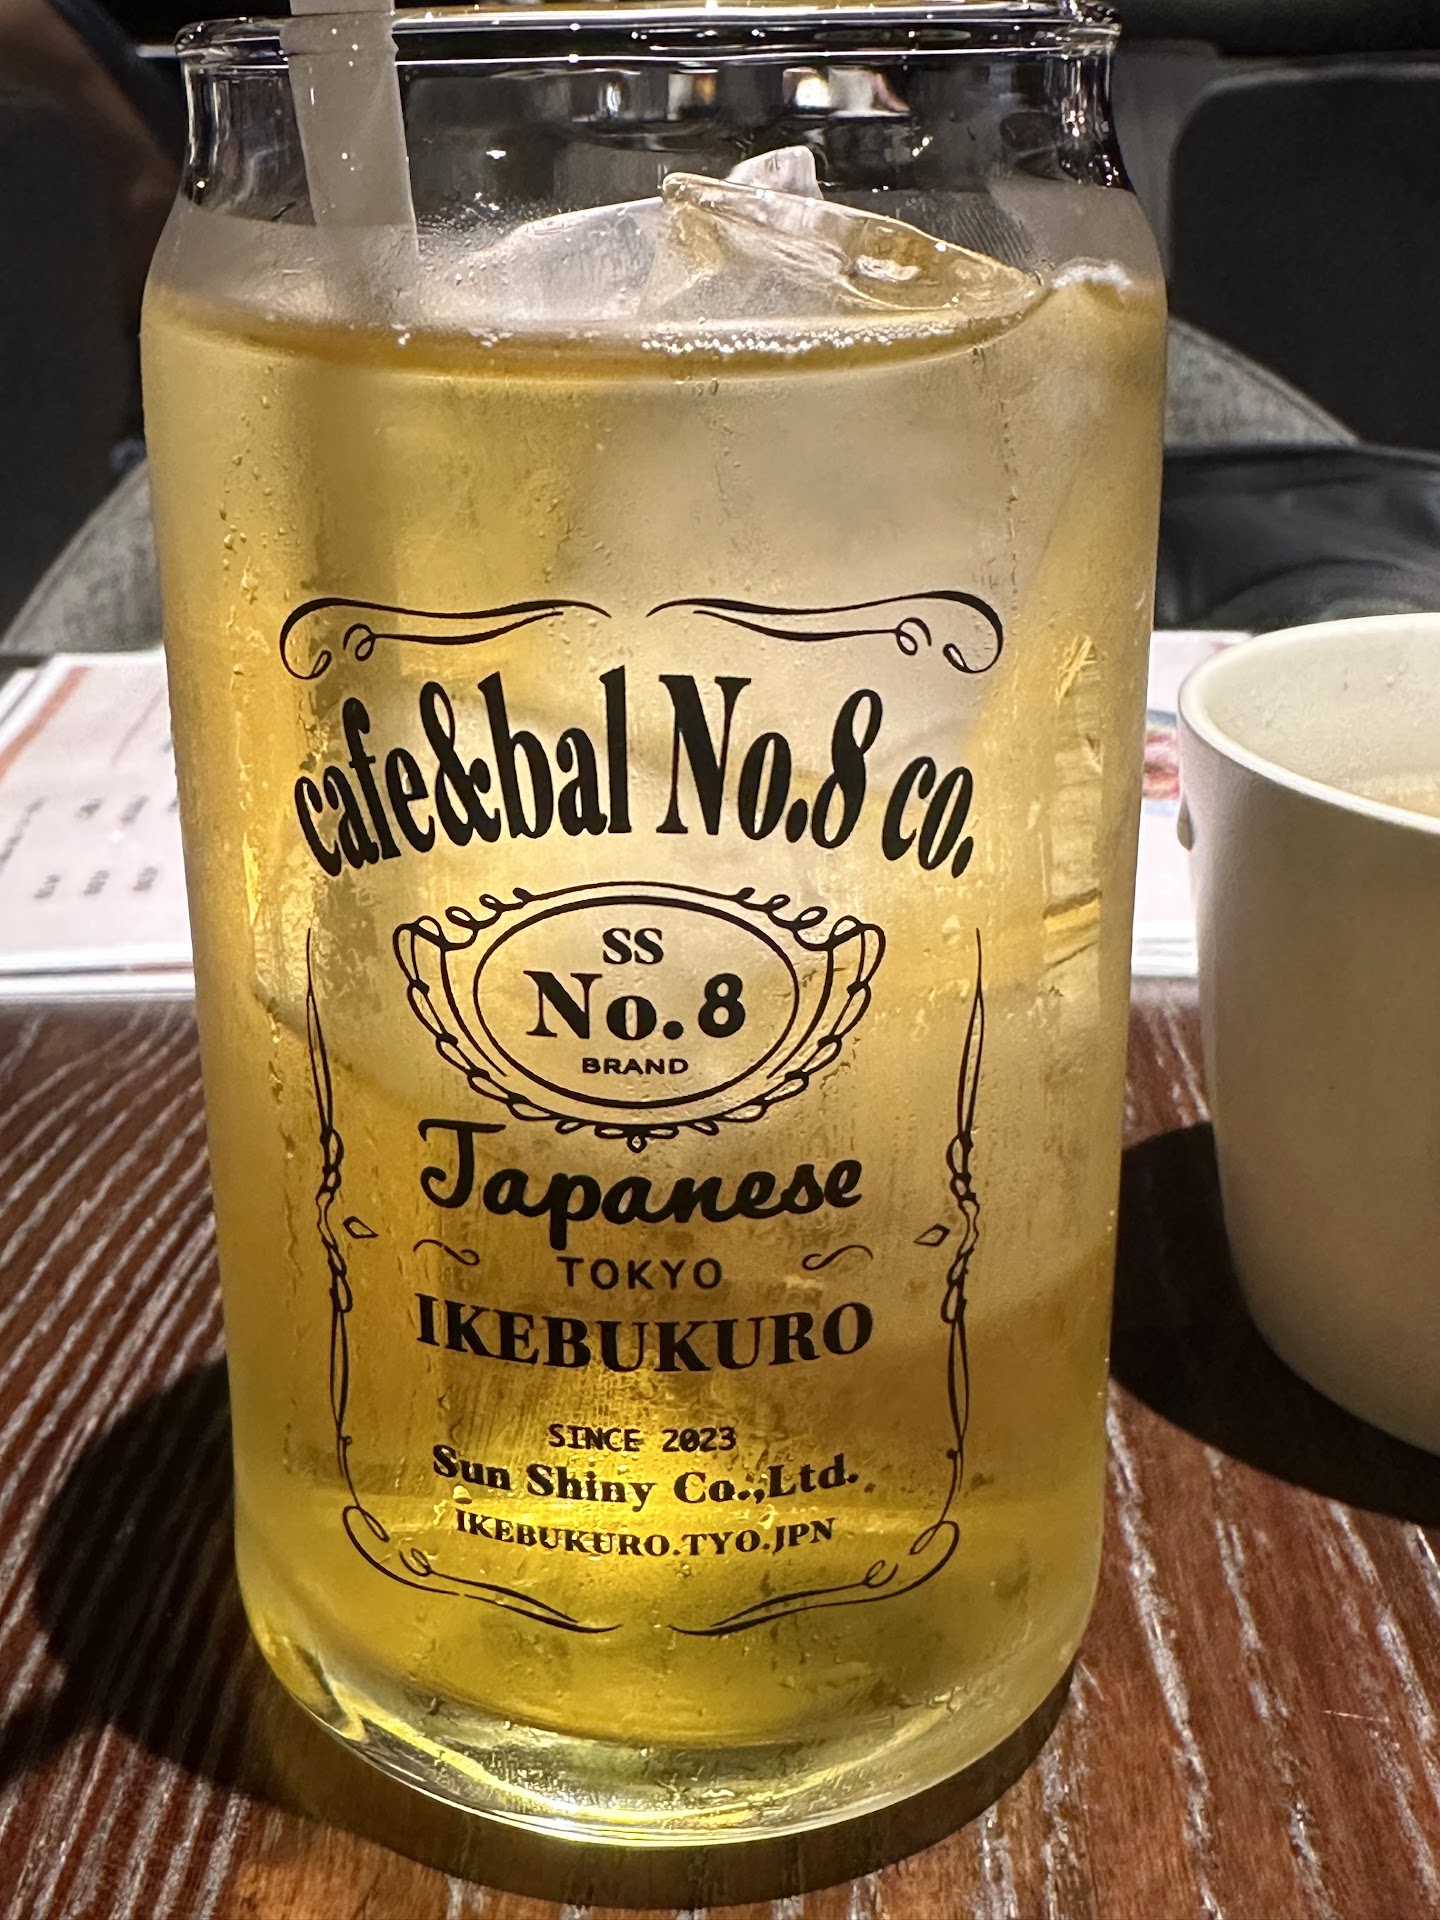 cafe&bal No.8 co.
SS
No.8
BRAND
Japanese
TOKYO
IKEBUKURO
SINCE 2023
Sun Shiny Co.,Ltd.
IKEBUKURO.TYO.JPN